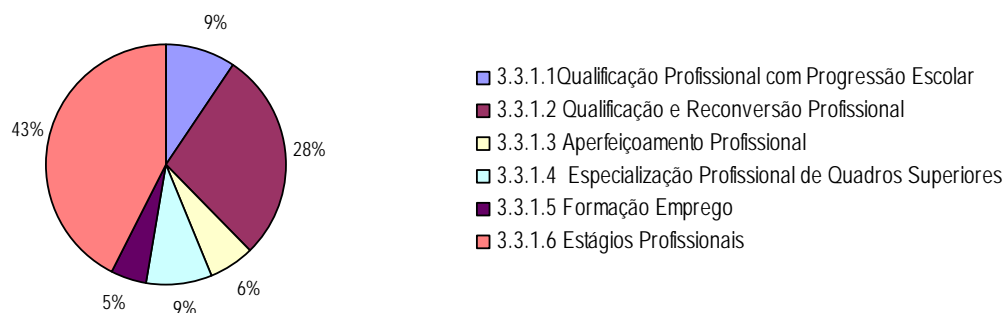 9%
28%
6%
9%
5%
43%
3.3.1.1Qualificação Profissional com Progressão Escolar
3.3.1.2 Qualificação e Reconversão Profissional
3.3.1.3 Aperfeiçoamento Profissional
3.3.1.4 Especialização Profissional de Quadros Superiores
3.3.1.5 Formação Emprego
3.3.1.6 Estágios Profissionais